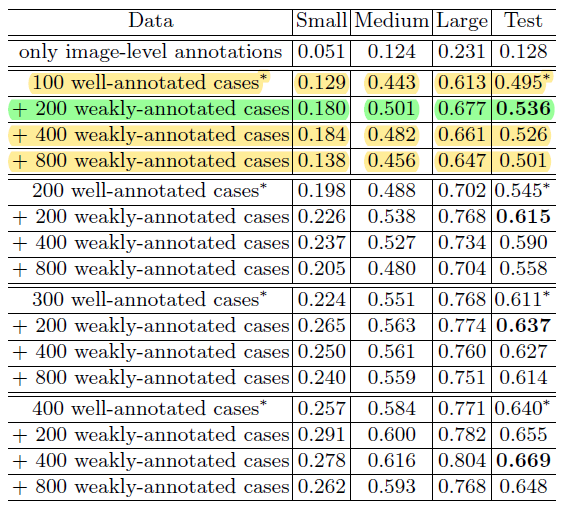 Data Small Medium Large Test
only image-level annotations 0.051 0.124 0.231 0.128
100 well-annotated cases* 0.129 0.443 0.613 0.495*
+ 200 weakly-annotated cases 0.180 0.501 0.677 0.536
+ 400 weakly-annotated cases 0.184 0.482 0.661 0.526
+ 800 weakly-annotated cases 0.138 0.456 0.647 0.501
200 well-annotated cases* 0.198 0.488 0.702 0.545*
+ 200 weakly-annotated cases 0.226 0.538 0.768 0.615
+ 400 weakly-annotated cases 0.237 0.527 0.734 0.590
+ 800 weakly-annotated cases 0.205 0.480 0.704 0.558
300 well-annotated cases* 0.224 0.551 0.768 0.611*
+ 200 weakly-annotated cases 0.265 0.563 0.774 0.637
+ 400 weakly-annotated cases 0.250 0.561 0.760 0.627
+ 800 weakly-annotated cases 0.240 0.559 0.751 0.614
400 well-annotated cases* 0.257 0.584 0.771 0.640*
+ 200 weakly-annotated cases 0.291 0.600 0.782 0.655
+ 400 weakly-annotated cases 0.278 0.616 0.804 0.669
+ 800 weakly-annotated cases 0.262 0.593 0.768 0.648